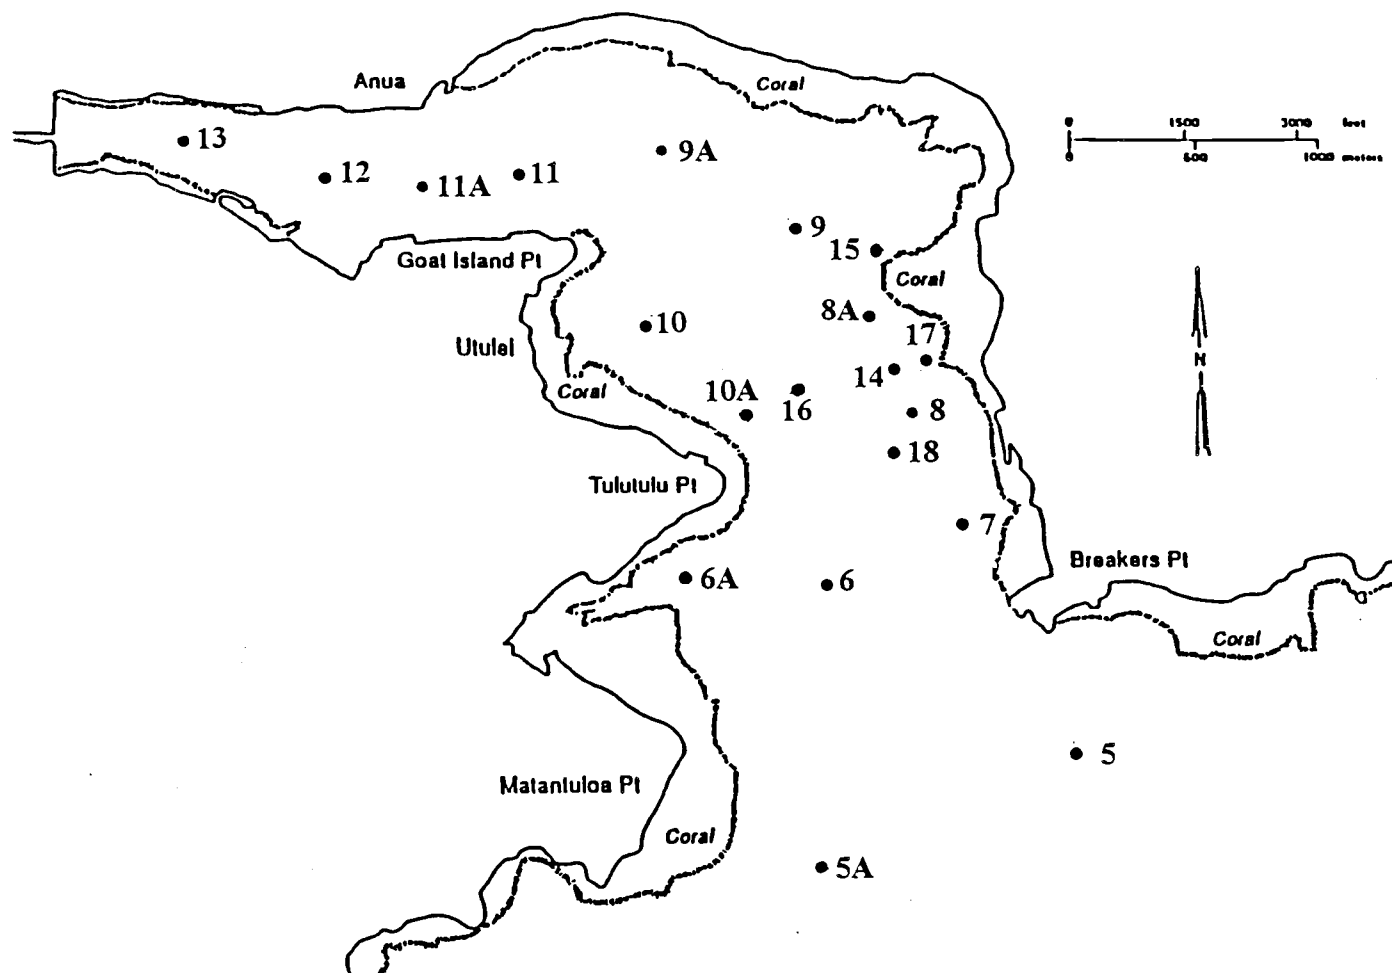 Anua
Coral
0 1500 3000 feet
0 500 1000 meters
13
12
11A
11
9A
9
15
Goat Island Pt
Coral
8A
10
17
Utulei
N
14
Coral
10A
16
8
18
Tulutulu Pt
7
Breakers Pt
6A
6
Coral
5
Matautuloa Pt
Coral
5A